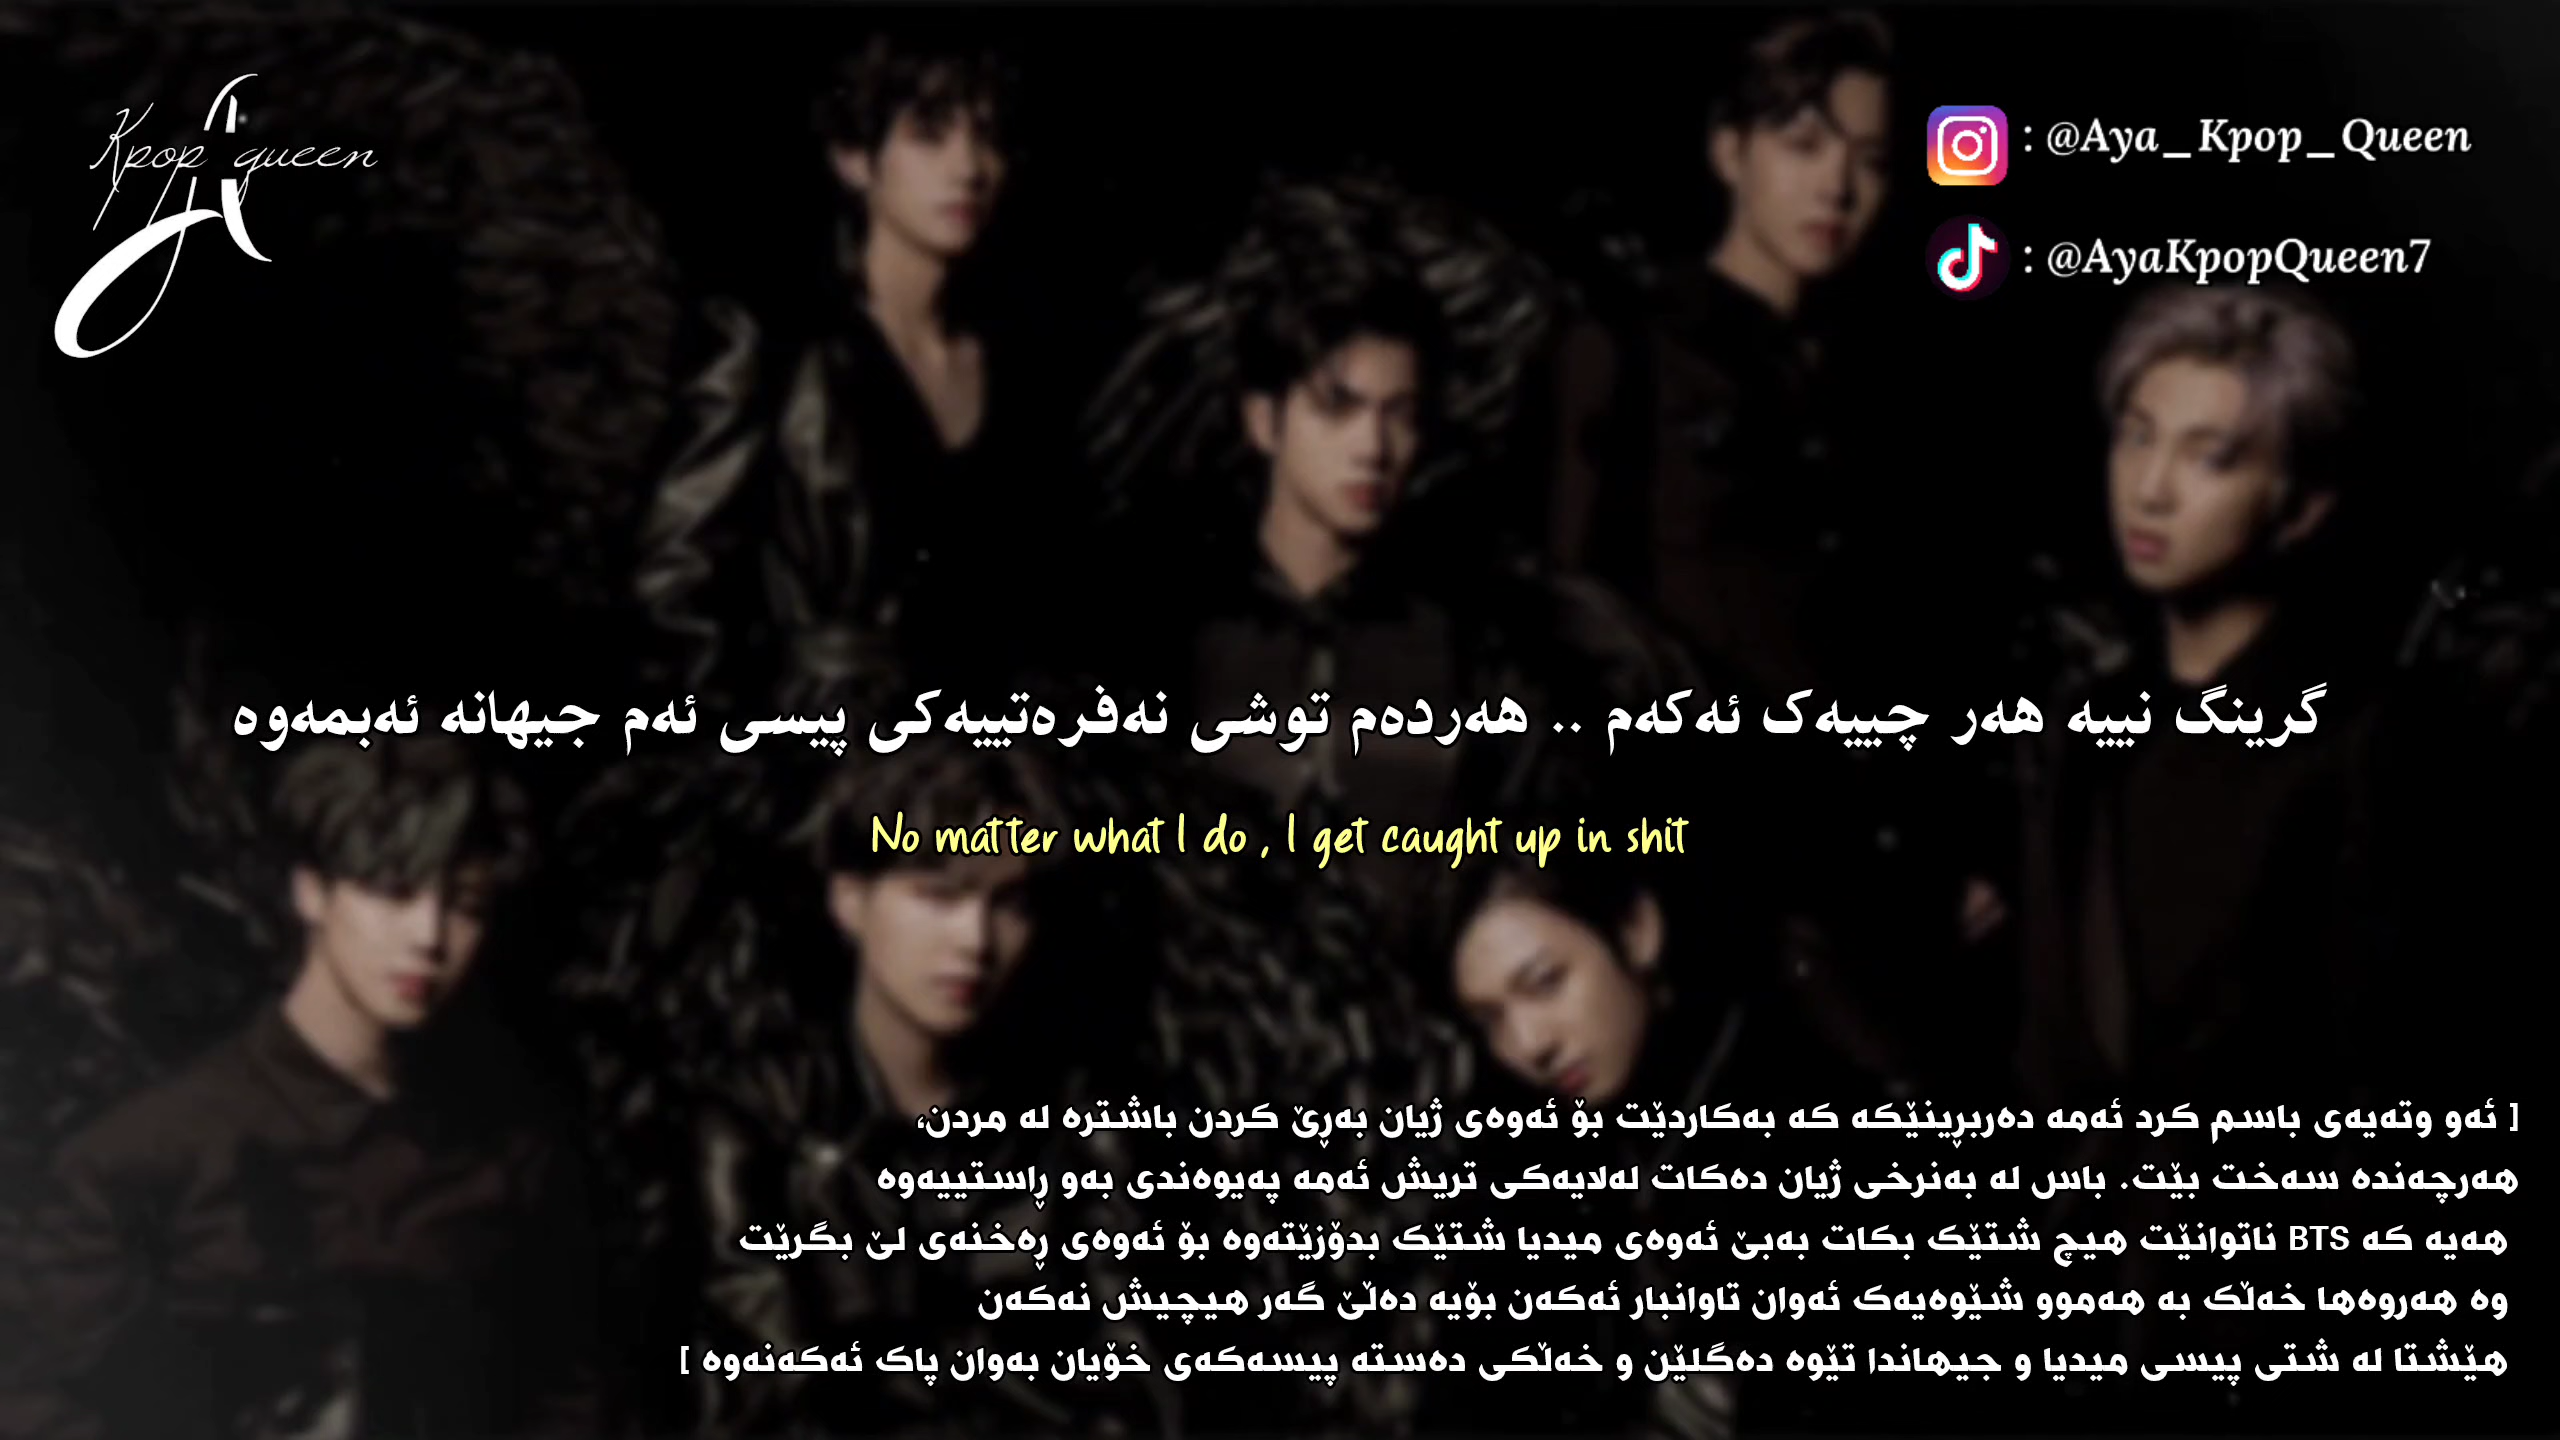 Kpop queen
A
: @Aya_Kpop_Queen
: @AyaKpopQueen7
گرینگ نییە هەر چییەک ئەکەم .. هەردەم توشی نەفرەتییەکی پیسی ئەم جیهانە ئەبمەوە
No matter what I do , I get caught up in shit
[ ئەو وتەیەی باسم کرد ئەمە دەربڕینێکە کە بەکاردێت بۆ ئەوەی ژیان بەڕێ کردن باشترە لە مردن،
هەرچەندە سەخت بێت. باس لە بەنرخی ژیان دەکات لەلایەکی تریش ئەمە پەیوەندی بەو ڕاستییەوە
هەیە کە BTS ناتوانێت هیچ شتێک بکات بەبێ ئەوەی میدیا شتێک بدۆزێتەوە بۆ ئەوەی ڕەخنەی لێ بگرێت
وە هەروەها خەڵک بە هەموو شێوەیەک ئەوان تاوانبار ئەکەن بۆیە دەڵێ گەر هیچیش نەکەن
هێشتا لە شتی پیسی میدیا و جیهاندا تێوە دەگلێن و خەڵکی دەستە پیسەکەی خۆیان بەوان پاک ئەکەنەوە ]